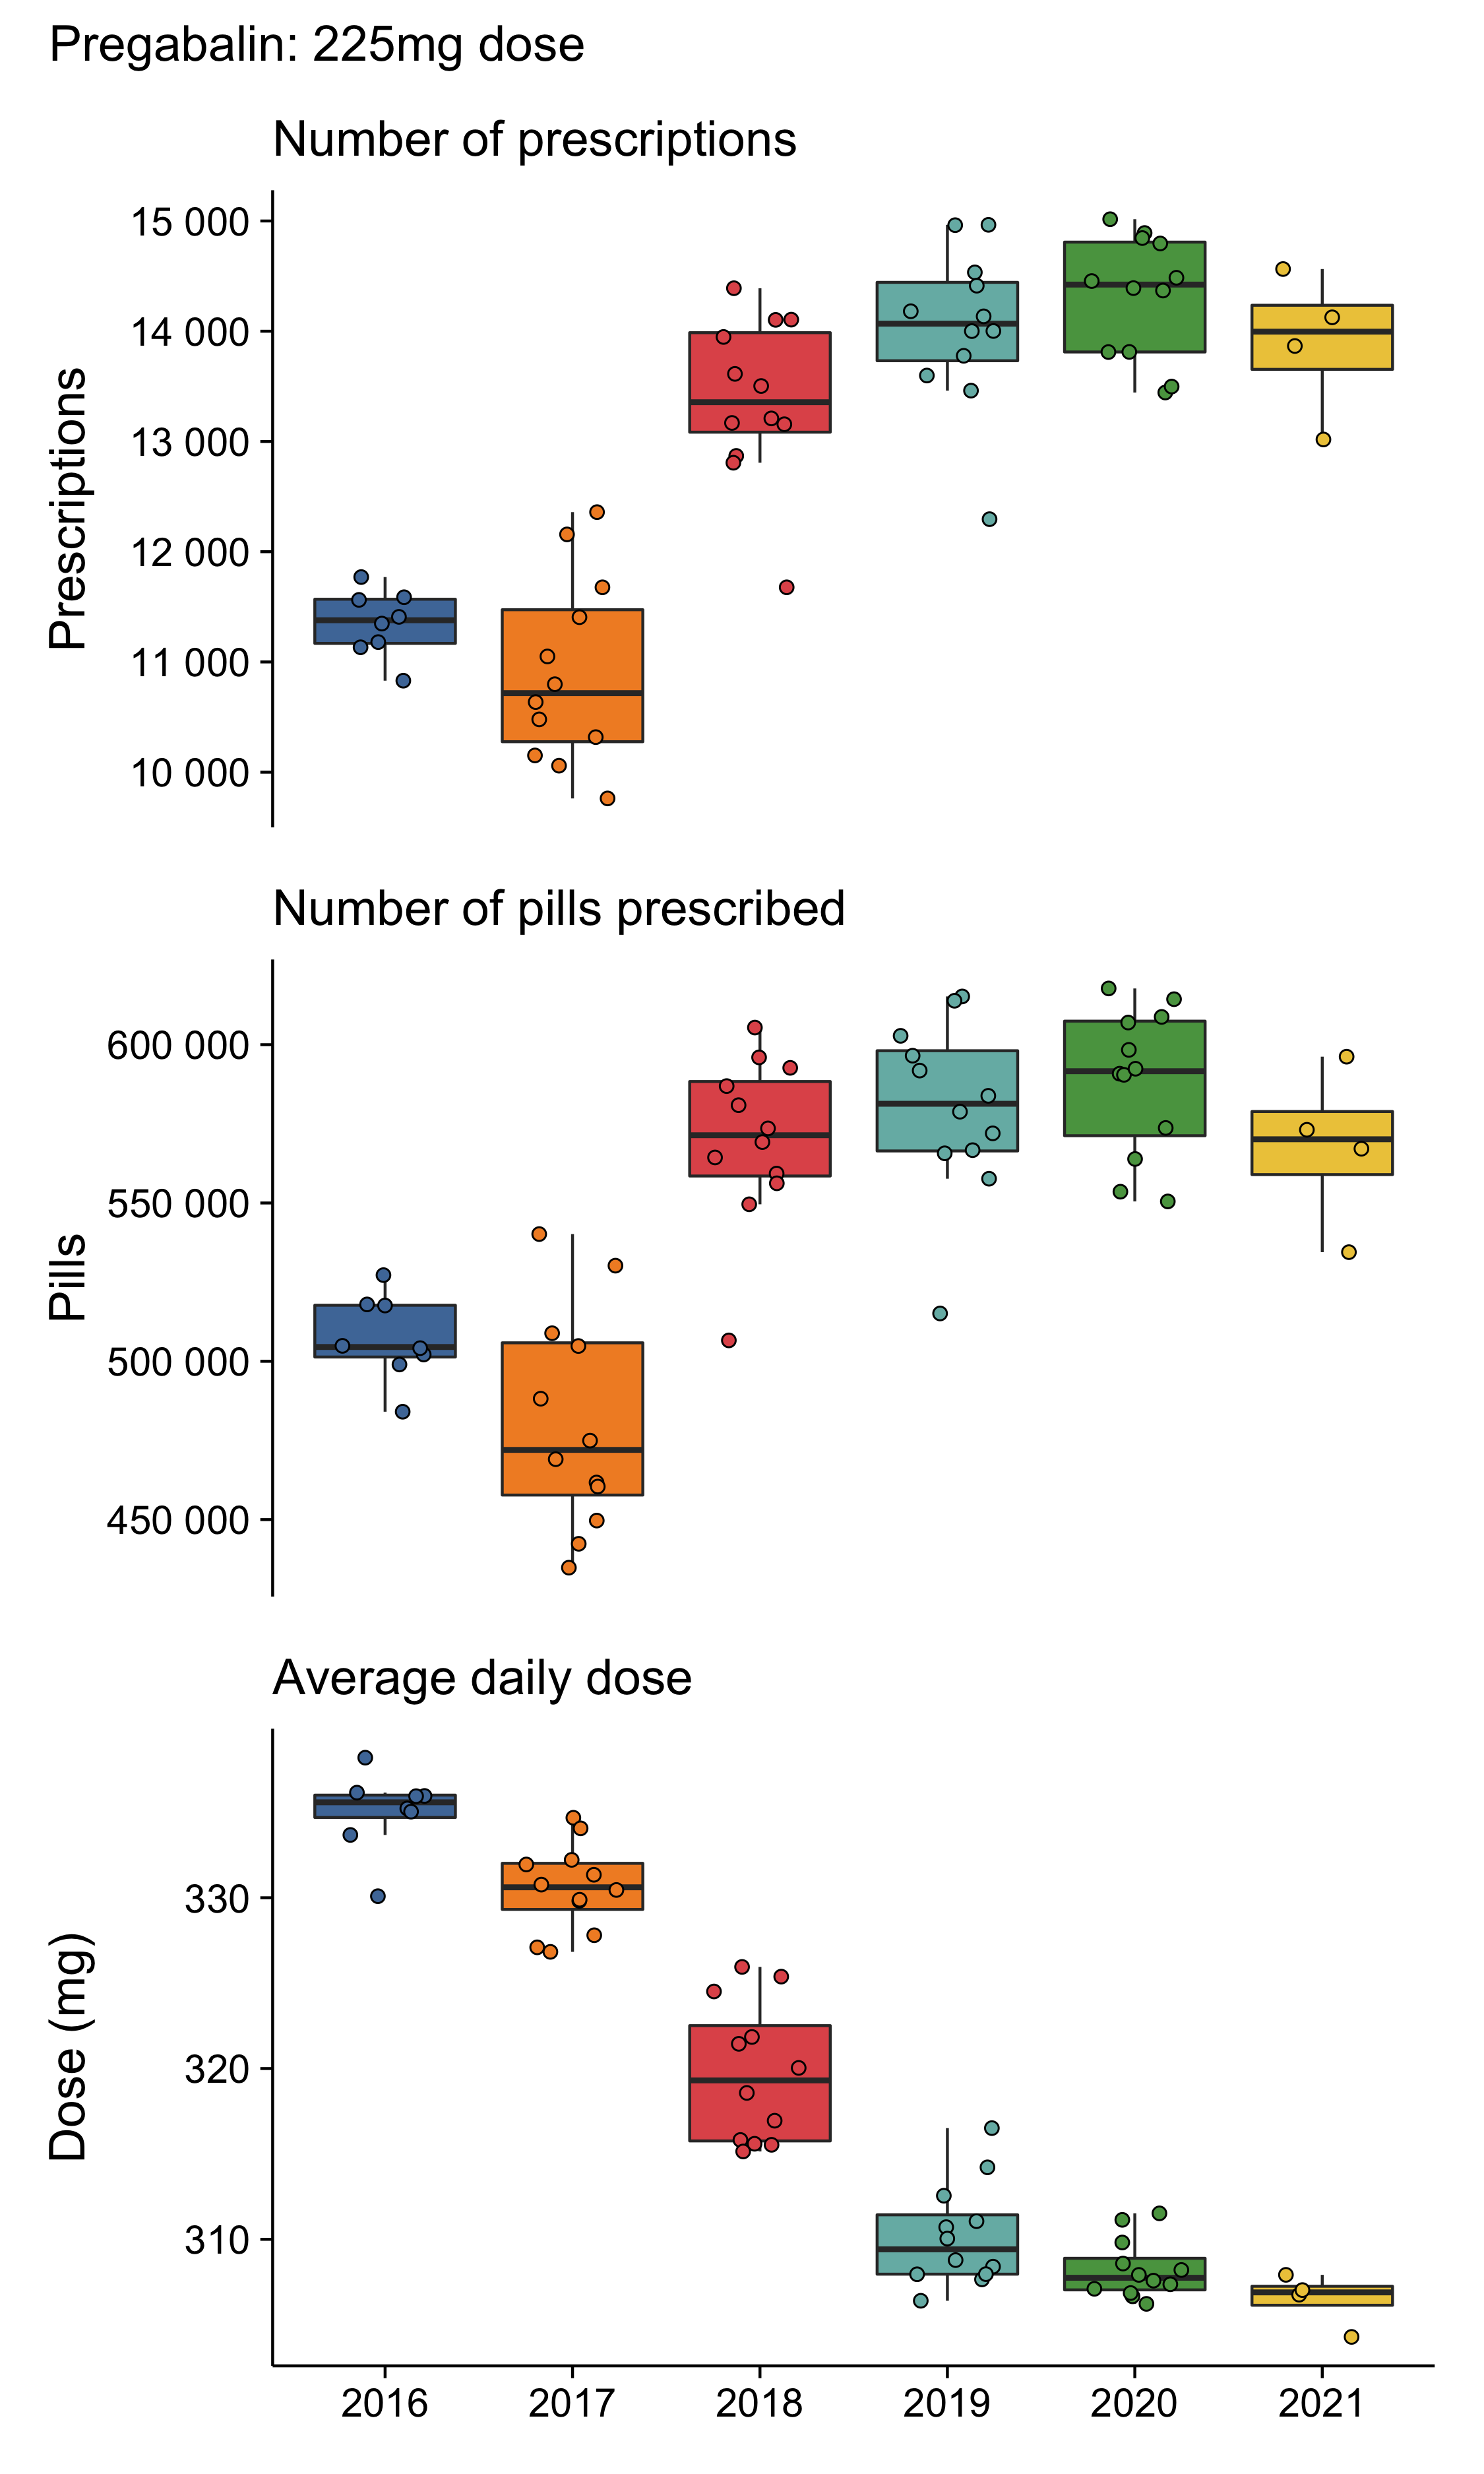 Pregabalin: 225mg dose
Number of prescriptions
Prescriptions
15 000
14 000
13 000
12 000
11 000
10 000
Number of pills prescribed
Pills
600 000
550 000
500 000
450 000
Average daily dose
Dose (mg)
330
320
310
2016 2017 2018 2019 2020 2021